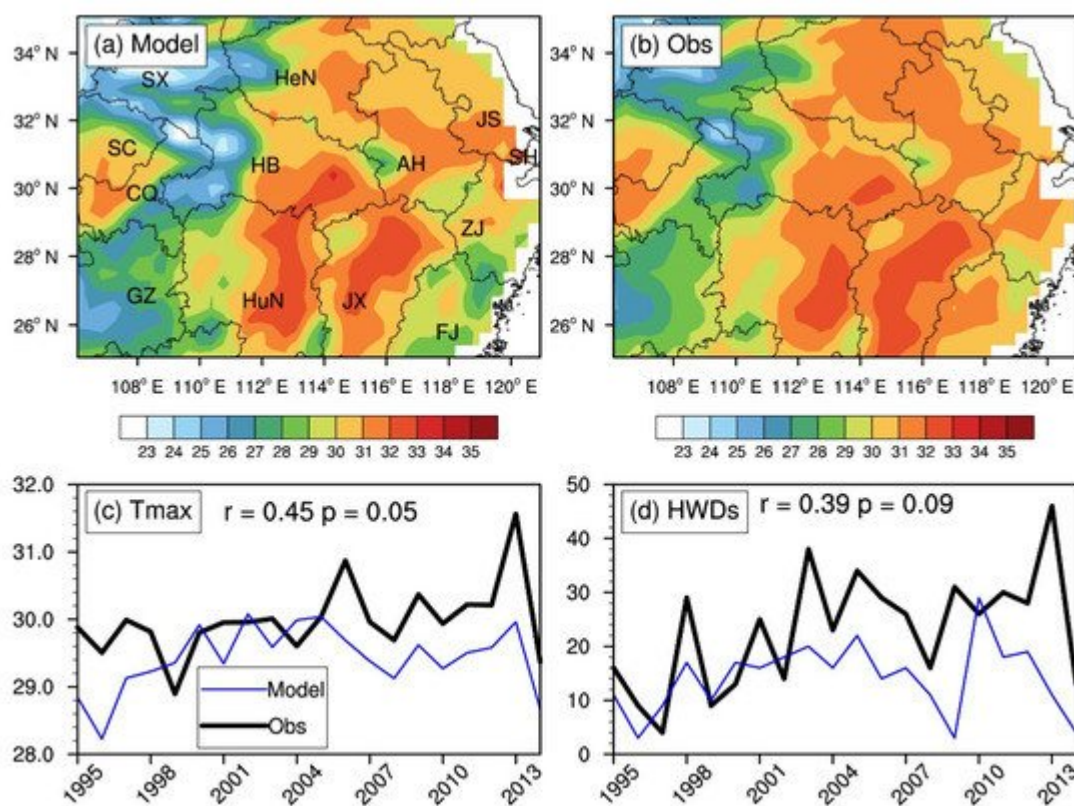 (a) Model
(b) Obs
34° N
32° N
30° N
28° N
26° N
SX
HeN
JS
SC
SH
HB
AH
CQ
ZJ
GZ
HuN
JX
FJ
34° N
32° N
30° N
28° N
26° N
108° E 110° E 112° E 114° E 116° E 118° E 120° E
108° E 110° E 112° E 114° E 116° E 118° E 120° E
23 24 25 26 27 28 29 30 31 32 33 34 35
23 24 25 26 27 28 29 30 31 32 33 34 35
(c) Tmax r = 0.45 p = 0.05
32.0
31.0
30.0
29.0
28.0
Model
Obs
1995 1998 2001 2004 2007 2010 2013
(d) HWDs r = 0.39 p = 0.09
50
40
30
20
10
0
1995 1998 2001 2004 2007 2010 2013